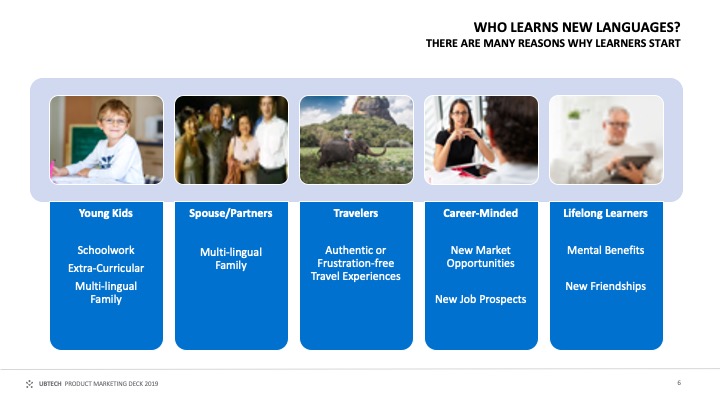 WHO LEARNS NEW LANGUAGES?
THERE ARE MANY REASONS WHY LEARNERS START
Young Kids
Schoolwork
Extra-Curricular
Multi-lingual
Family
Spouse/Partners
Multi-lingual
Family
Travelers
Authentic or
Frustration-free
Travel Experiences
Career-Minded
New Market
Opportunities
New Job Prospects
Lifelong Learners
Mental Benefits
New Friendships
UBTECH PRODUCT MARKETING DECK 2019
6